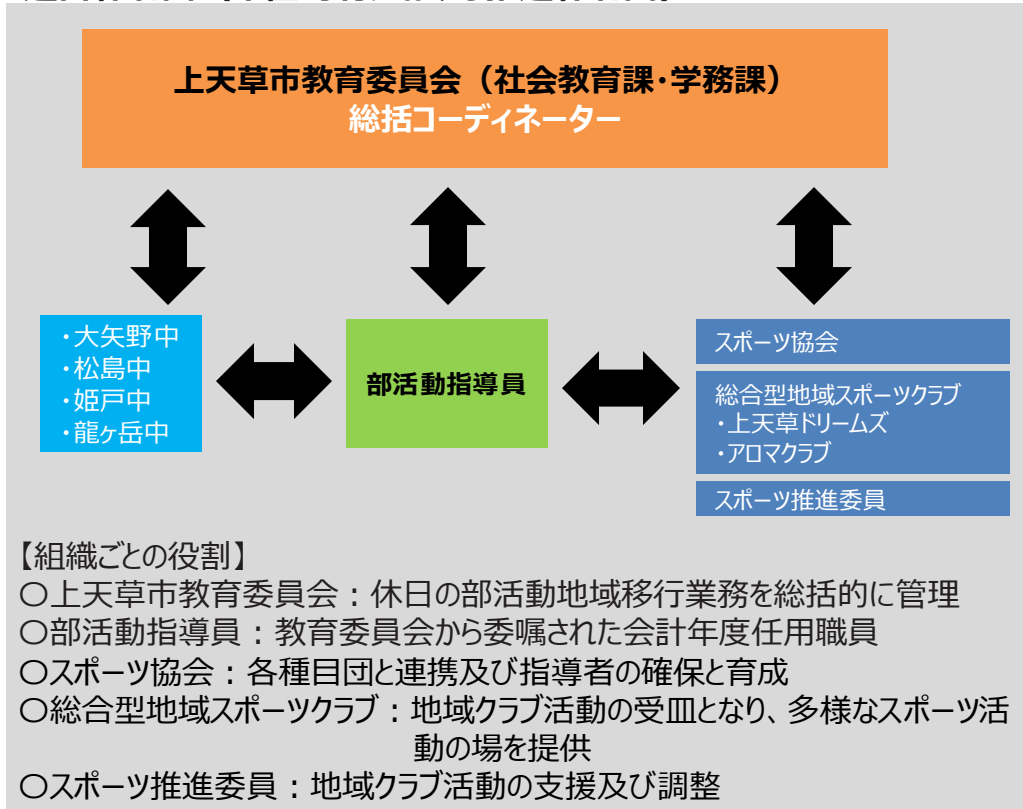 上天草市教育委員会（社会教育課・学務課）
総括コーディネーター
・大矢野中
・松島中
・姫戸中
・龍ヶ岳中
部活動指導員
スポーツ協会
総合型地域スポーツクラブ
・上天草ドリームズ
・アロマクラブ
スポーツ推進委員
【組織ごとの役割】
〇上天草市教育委員会：休日の部活動地域移行業務を総括的に管理
〇部活動指導員：教育委員会から委嘱された会計年度任用職員
〇スポーツ協会：各種目団と連携及び指導者の確保と育成
〇総合型地域スポーツクラブ：地域クラブ活動の受皿となり、多様なスポーツ活
動の場を提供
〇スポーツ推進委員：地域クラブ活動の支援及び調整